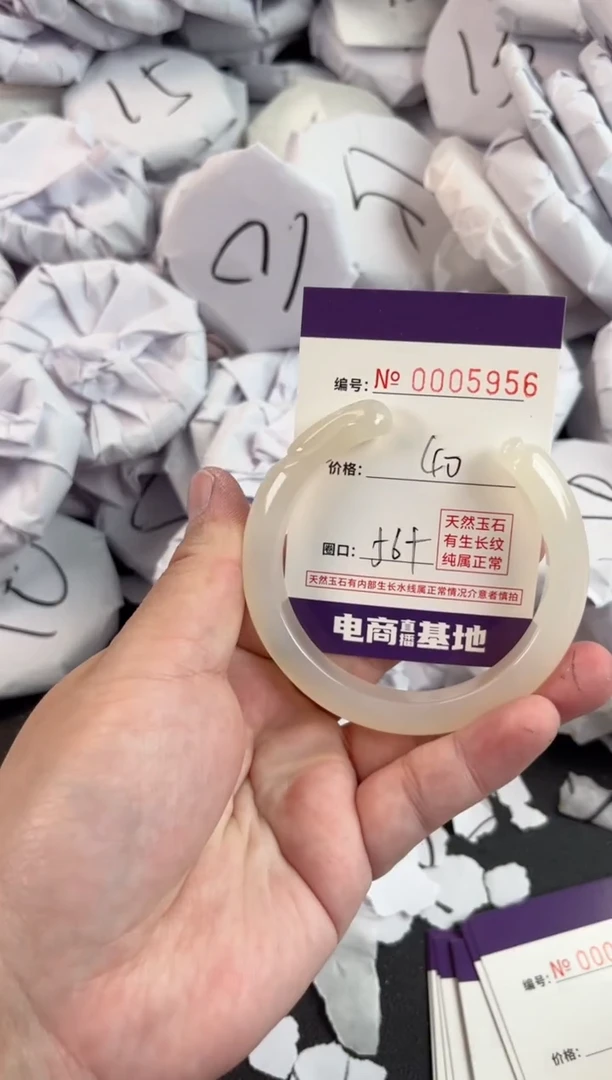 15
编号: № 0005956
价格: 40
圈口: 56+
天然玉石
有生长纹
纯属正常
天然玉石有内部生长水线属正常情况介意者慎拍
电商直播基地
编号: № 000
价格: